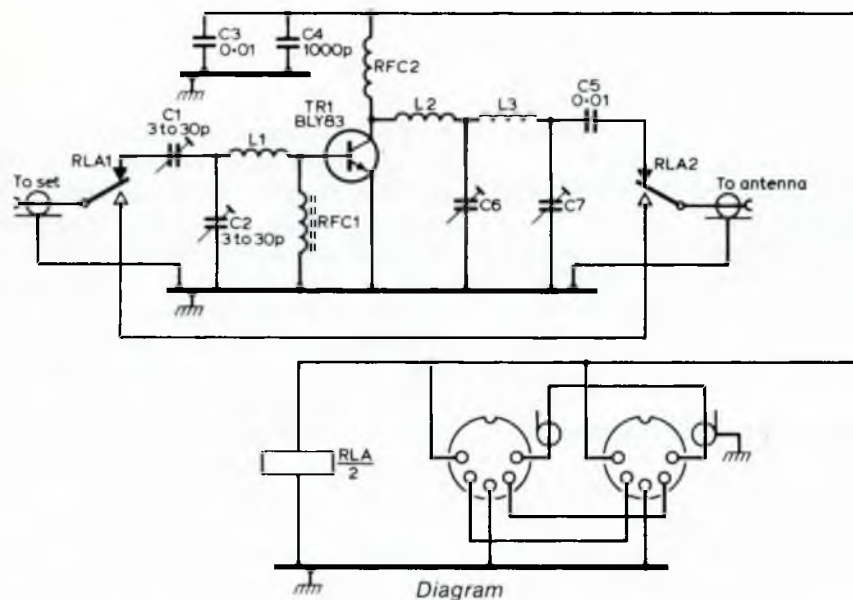 C3
0·01
C4
1000p
RFC2
TR1
BLY83
C1
3 to 30p
L1
L2
L3
C5
0·01
RLA1
RLA2
To set
To antenna
C2
3 to 30p
RFC1
C6
C7
RLA
2
Diagram